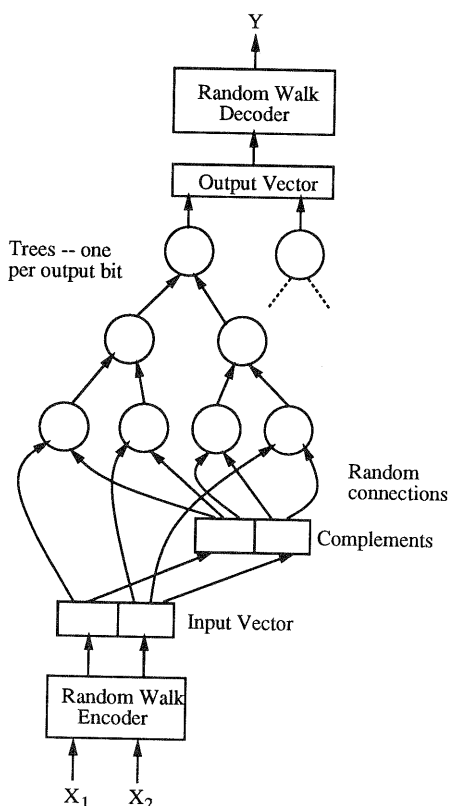 Y
Random Walk
Decoder
Output Vector
Trees -- one
per output bit
Random
connections
Complements
Input Vector
Random Walk
Encoder
X1 X2